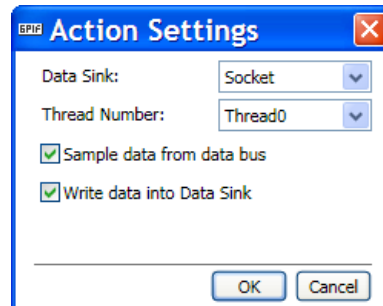 GPIF Action Settings
Data Sink: Socket
Thread Number: Thread0
Sample data from data bus
Write data into Data Sink
OK Cancel